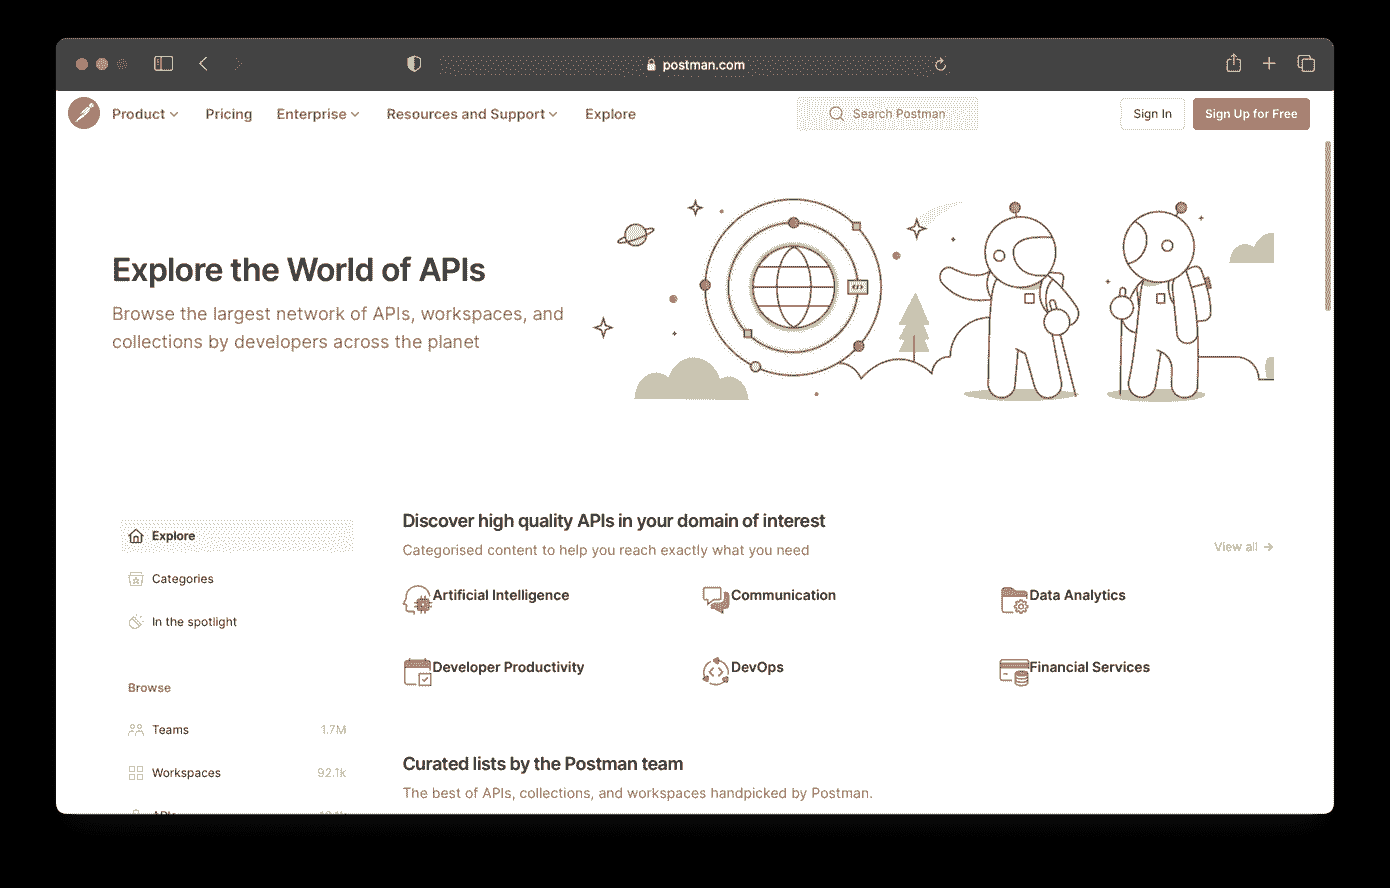 postman.com
Product
Pricing
Enterprise
Resources and Support
Explore
Search Postman
Sign In
Sign Up for Free
Explore the World of APIs
Browse the largest network of APIs, workspaces, and
collections by developers across the planet
</>
Explore
Categories
In the spotlight
Browse
Teams 1.7M
Workspaces 92.1k
APIs
Discover high quality APIs in your domain of interest
Categorised content to help you reach exactly what you need
View all →
Artificial Intelligence
Communication
Data Analytics
Developer Productivity
DevOps
Financial Services
Curated lists by the Postman team
The best of APIs, collections, and workspaces handpicked by Postman.